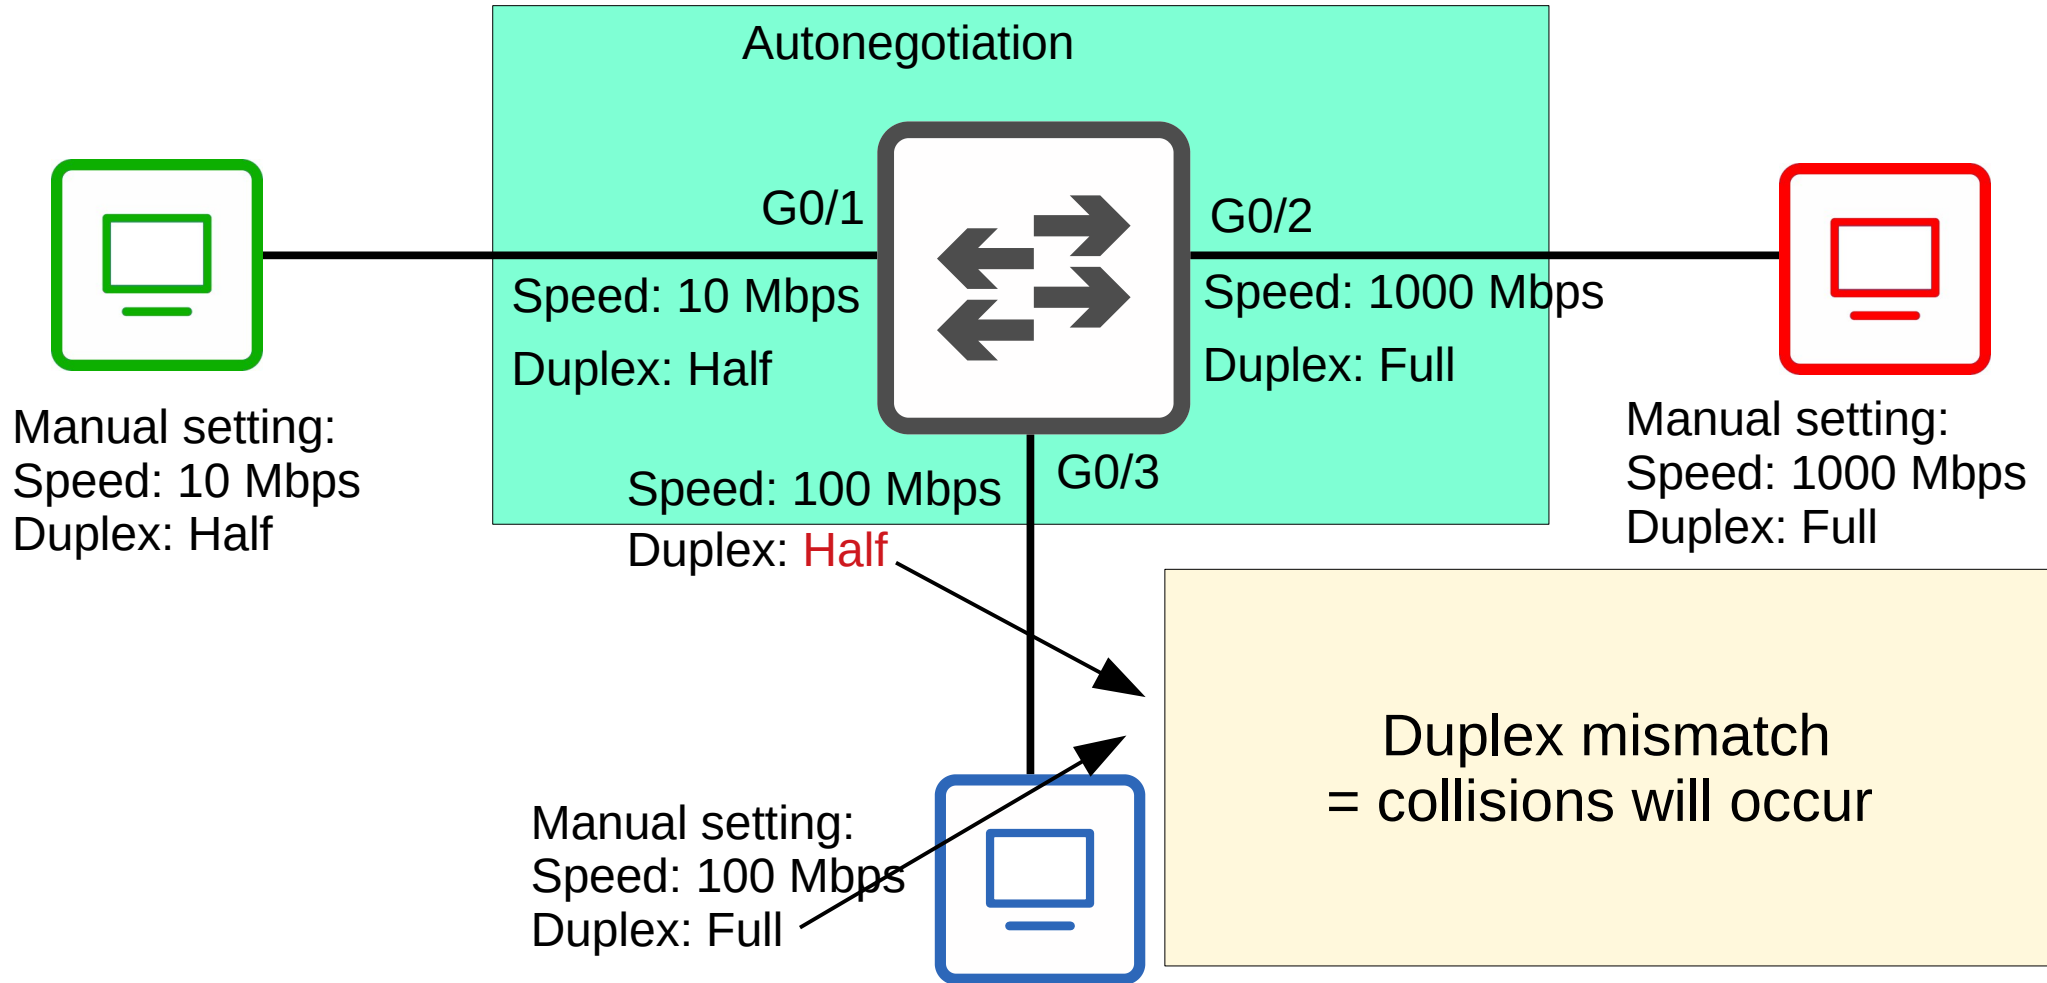 Autonegotiation
G0/1
G0/2
Speed: 10 Mbps
Duplex: Half
Speed: 1000 Mbps
Duplex: Full
Manual setting:
Speed: 10 Mbps
Duplex: Half
Manual setting:
Speed: 1000 Mbps
Duplex: Full
G0/3
Speed: 100 Mbps
Duplex: Half
Duplex mismatch
= collisions will occur
Manual setting:
Speed: 100 Mbps
Duplex: Full